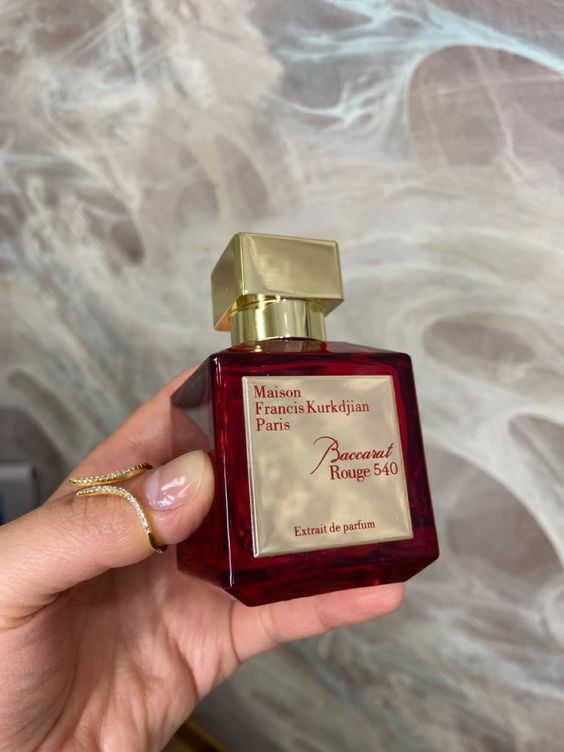 Maison
Francis Kurkdjian
Paris
Baccarat
Rouge 540
Extrait de parfum